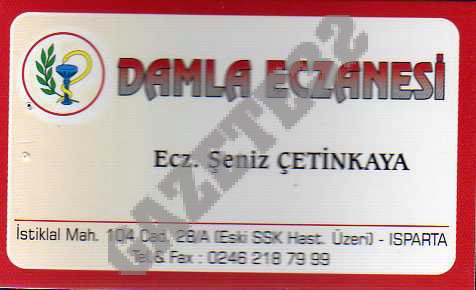 DAMLA ECZANESİ
Ecz. Şeniz ÇETİNKAYA
İstiklal Mah. 104 Cad. 28/A (Eski SSK Hast. Üzeri) - ISPARTA
Tel & Fax : 0246 218 79 99
GAZETE32